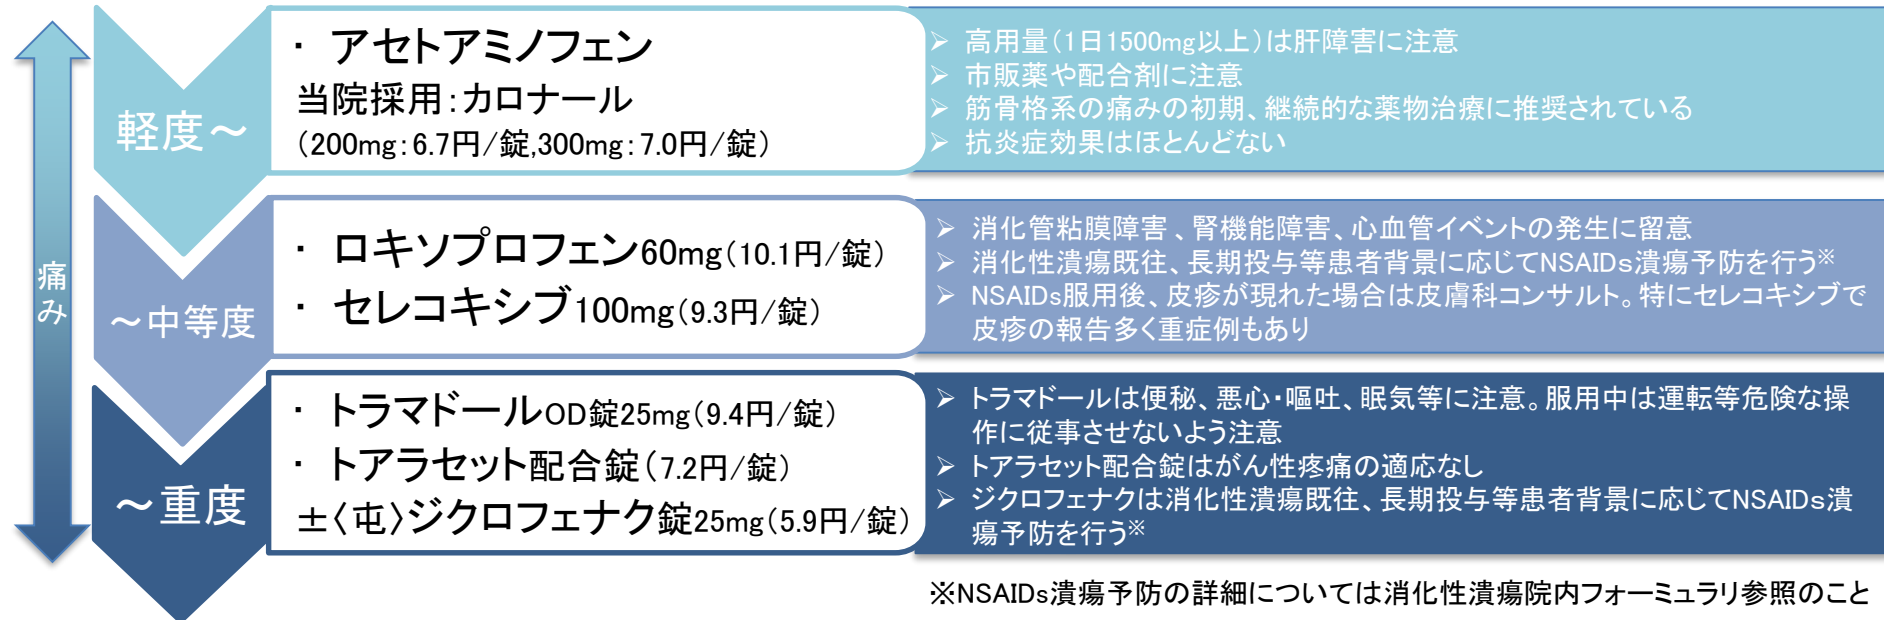 痛み
軽度～
・ アセトアミノフェン
当院採用：カロナール
（200mg：6.7円/錠,300mg：7.0円/錠）
➢ 高用量（1日1500mg以上）は肝障害に注意
➢ 市販薬や配合剤に注意
➢ 筋骨格系の痛みの初期、継続的な薬物治療に推奨されている
➢ 抗炎症効果はほとんどない
～中等度
・ ロキソプロフェン60mg（10.1円/錠）
・ セレコキシブ100mg（9.3円/錠）
➢ 消化管粘膜障害、腎機能障害、心血管イベントの発生に留意
➢ 消化性潰瘍既往、長期投与等患者背景に応じてNSAIDs潰瘍予防を行う※
➢ NSAIDs服用後、皮疹が現れた場合は皮膚科コンサルト。特にセレコキシブで
皮疹の報告多く重症例もあり
～重度
・ トラマドールOD錠25mg（9.4円/錠）
・ トアラセット配合錠（7.2円/錠）
±〈屯〉ジクロフェナク錠25mg（5.9円/錠）
➢ トラマドールは便秘、悪心・嘔吐、眠気等に注意。服用中は運転等危険な操
作に従事させないよう注意
➢ トアラセット配合錠はがん性疼痛の適応なし
➢ ジクロフェナクは消化性潰瘍既往、長期投与等患者背景に応じてNSAIDs潰
瘍予防を行う※
※NSAIDs潰瘍予防の詳細については消化性潰瘍院内フォーミュラリ参照のこと